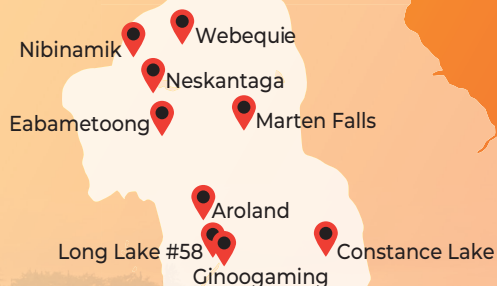 Webequie
Nibinamik
Neskantaga
Eabametoong
Marten Falls
Aroland
Long Lake #58
Constance Lake
Ginoogaming